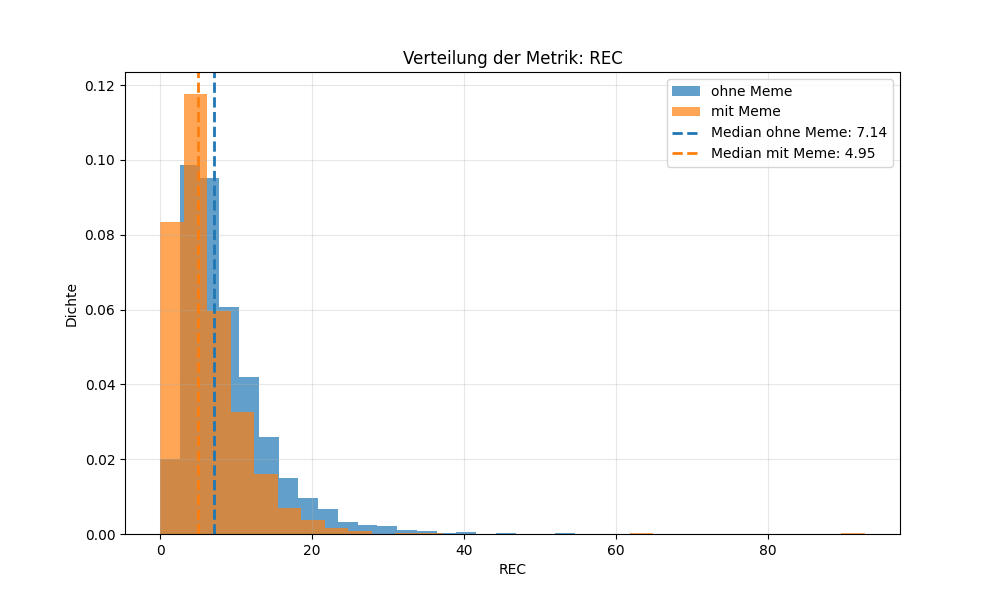 Verteilung der Metrik: REC
ohne Meme
mit Meme
Median ohne Meme: 7.14
Median mit Meme: 4.95
Dichte
0.12
0.10
0.08
0.06
0.04
0.02
0.00
0
20
40
60
80
REC